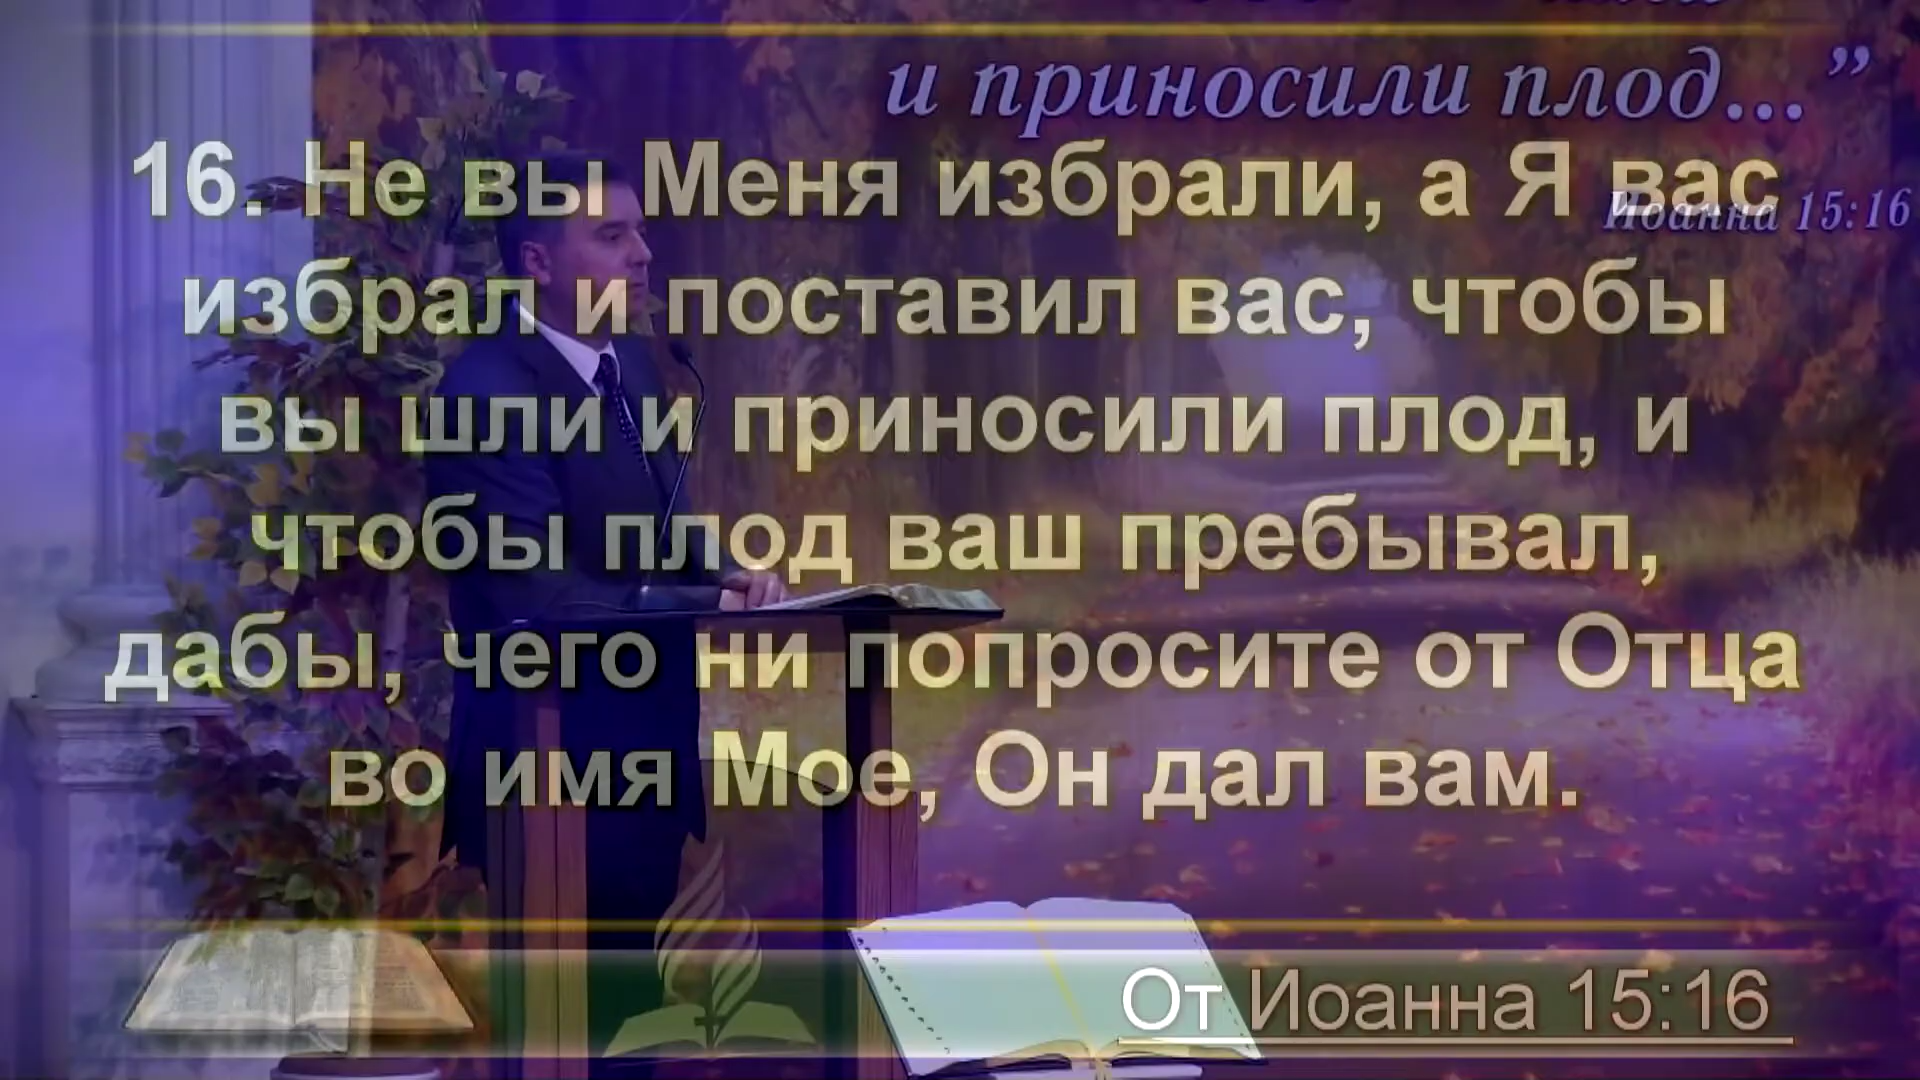 и приносили плод...”
Иоанна 15:16
16. Не вы Меня избрали, а Я вас
избрал и поставил вас, чтобы
вы шли и приносили плод, и
чтобы плод ваш пребывал,
дабы, чего ни попросите от Отца
во имя Мое, Он дал вам.
От Иоанна 15:16